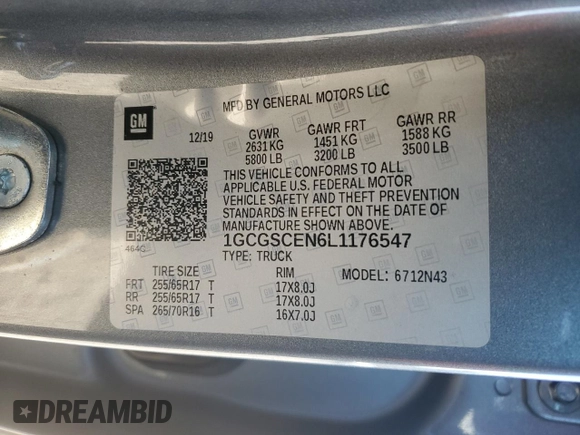 GM
MFD BY GENERAL MOTORS LLC
12/19
GVWR GAWR FRT GAWR RR
2631 KG 1451 KG 1588 KG
5800 LB 3200 LB 3500 LB
THIS VEHICLE CONFORMS TO ALL
APPLICABLE U.S. FEDERAL MOTOR
VEHICLE SAFETY AND THEFT PREVENTION
STANDARDS IN EFFECT ON THE DATE OF
MANUFACTURE SHOWN ABOVE.
464C
1GCGSCEN6L1176547
TYPE: TRUCK
TIRE SIZE RIM MODEL: 6712N43
FRT 255/65R17 T 17X8.0J
RR 255/65R17 T 17X8.0J
SPA 265/70R16 T 16X7.0J
DREAMBID